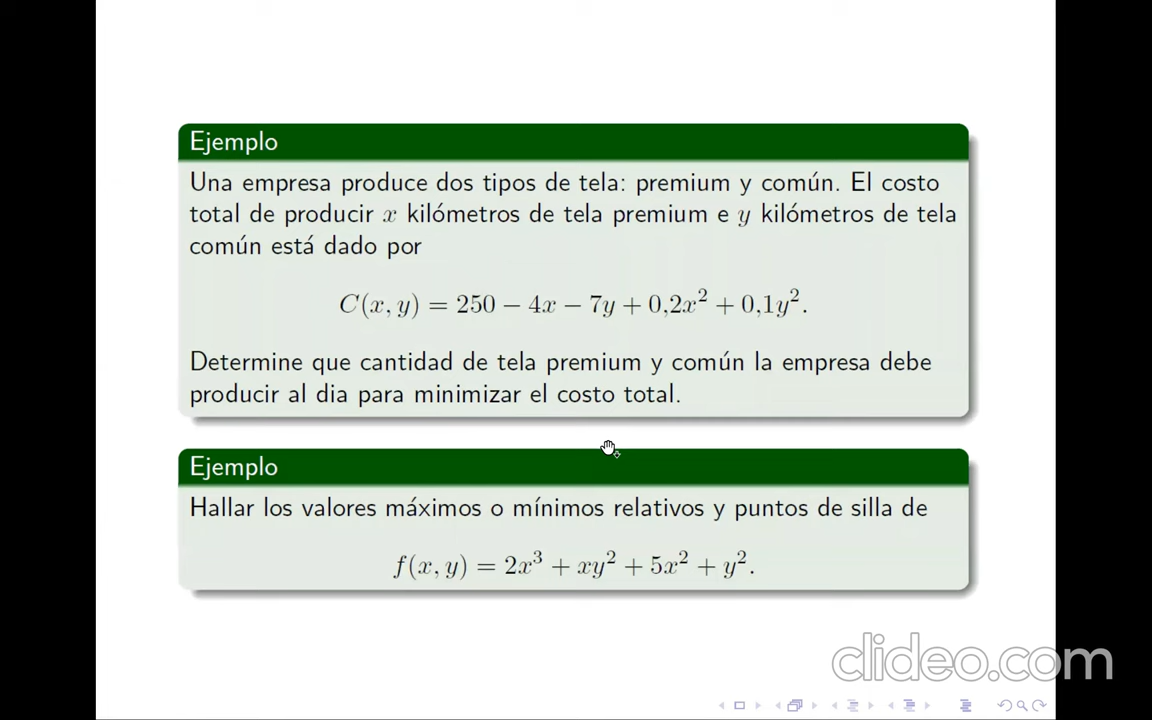 Ejemplo
Una empresa produce dos tipos de tela: premium y común. El costo
total de producir x kilómetros de tela premium e y kilómetros de tela
común está dado por
C(x, y) = 250 − 4x − 7y + 0,2x² + 0,1y².
Determine que cantidad de tela premium y común la empresa debe
producir al dia para minimizar el costo total.
Ejemplo
Hallar los valores máximos o mínimos relativos y puntos de silla de
f(x, y) = 2x³ + xy² + 5x² + y².
clideo.com